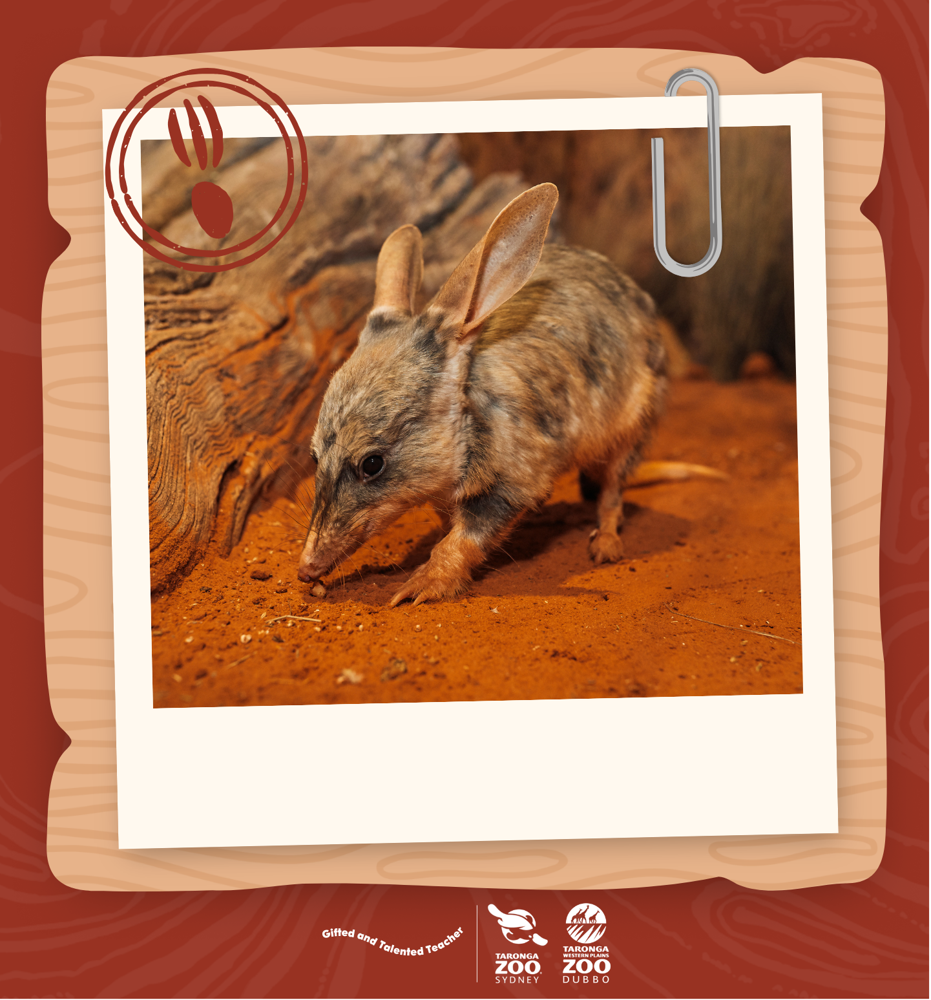 Gifted and Talented Teacher
TARONGA
ZOO
SYDNEY
TARONGA
WESTERN PLAINS
ZOO
DUBBO